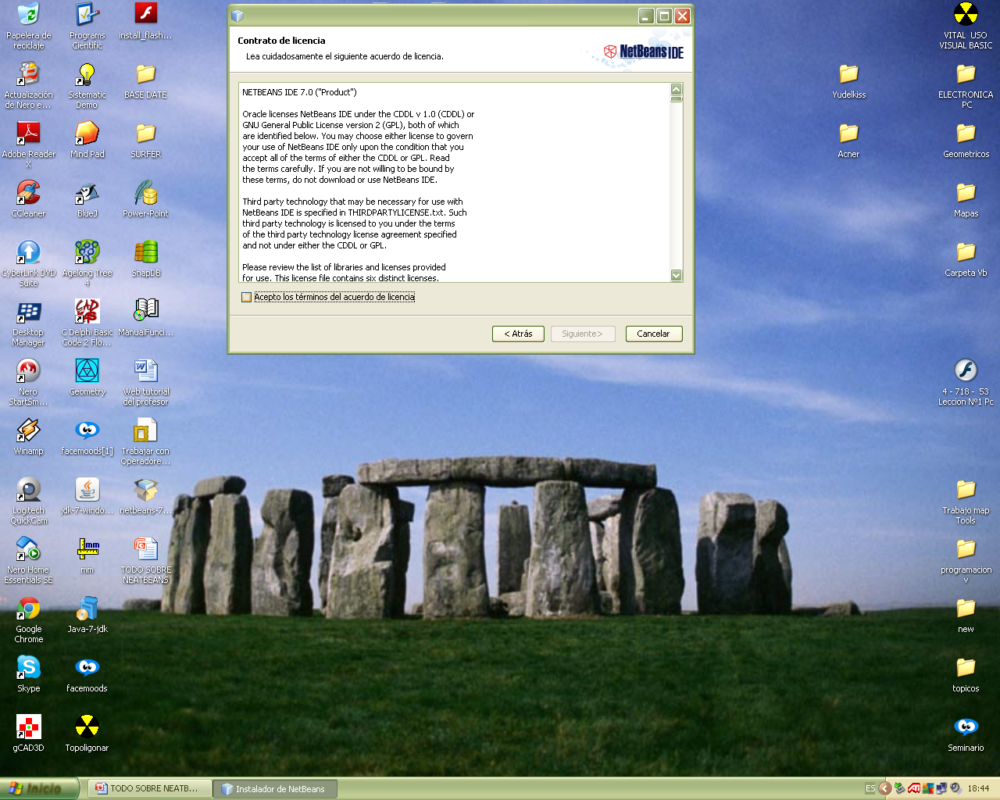 Contrato de licencia
Lea cuidadosamente el siguiente acuerdo de licencia.
NetBeans IDE
NETBEANS IDE 7.0 ("Product")
Oracle licenses NetBeans IDE under the CDDL v 1.0 (CDDL) or
GNU General Public License version 2 (GPL), both of which
are identified below. You may choose either license to govern
your use of NetBeans IDE only upon the condition that you
accept all of the terms of either the CDDL or GPL. Read
the terms carefully. If you are not willing to be bound by
these terms, do not download or use NetBeans IDE.
Third party technology that may be necessary for use with
NetBeans IDE is specified in THIRDPARTYLICENSE.txt. Such
third party technology is licensed to you under the terms
of the third party technology license agreement specified
and not under either the CDDL or GPL.
Please review the list of libraries and licenses provided
for use. This license file contains six distinct licenses.
Acepto los términos del acuerdo de licencia
< Atrás
Siguiente>
Cancelar
Papelera de
reciclaje
Programs
Cientific
install_flash...
Actualización
de Nero e...
Sistematic
Demo
BASE DATE
Adobe Reader
X
Mind Pad
SURFER
CCleaner
BlueJ
Power-Point
CyberLink DVD
Suite
Agelong Tree
4
SnapDB
Desktop
Manager
C Delphi Basic
Code 2 Flo...
ManualFunci...
Nero
StartSm...
Geometry
Web tutorial
del profesor
Winamp
facemoods[1]
Trabajar con
Operadore...
Logitech
QuickCam
jdk-7-windo...
netbeans-7...
Nero Home
Essentials SE
mm
mm
TODO SOBRE
NEATBEANS
Google
Chrome
Java-7-jdk
Skype
facemoods
gCAD3D
Topoligonar
VITAL USO
VISUAL BASIC
Yudelkiss
ELECTRONICA
PC
Acner
Geometricos
Mapas
Carpeta Vb
4 - 718 - 53
Leccion Nº1 Pc
Trabajo map
Tools
programacion
v
new
topicos
Seminario
Inicio
TODO SOBRE NEATB...
Instalador de NetBeans
ES
18:44